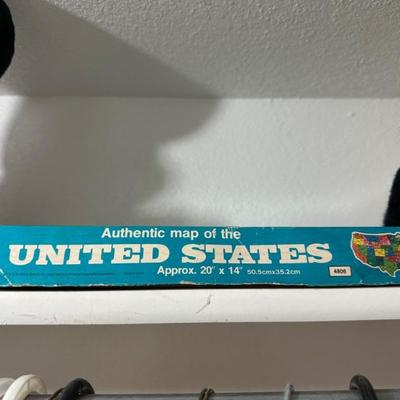 Authentic map of the
UNITED STATES
Approx. 20" x 14" 50.5cmx35.2cm
4806